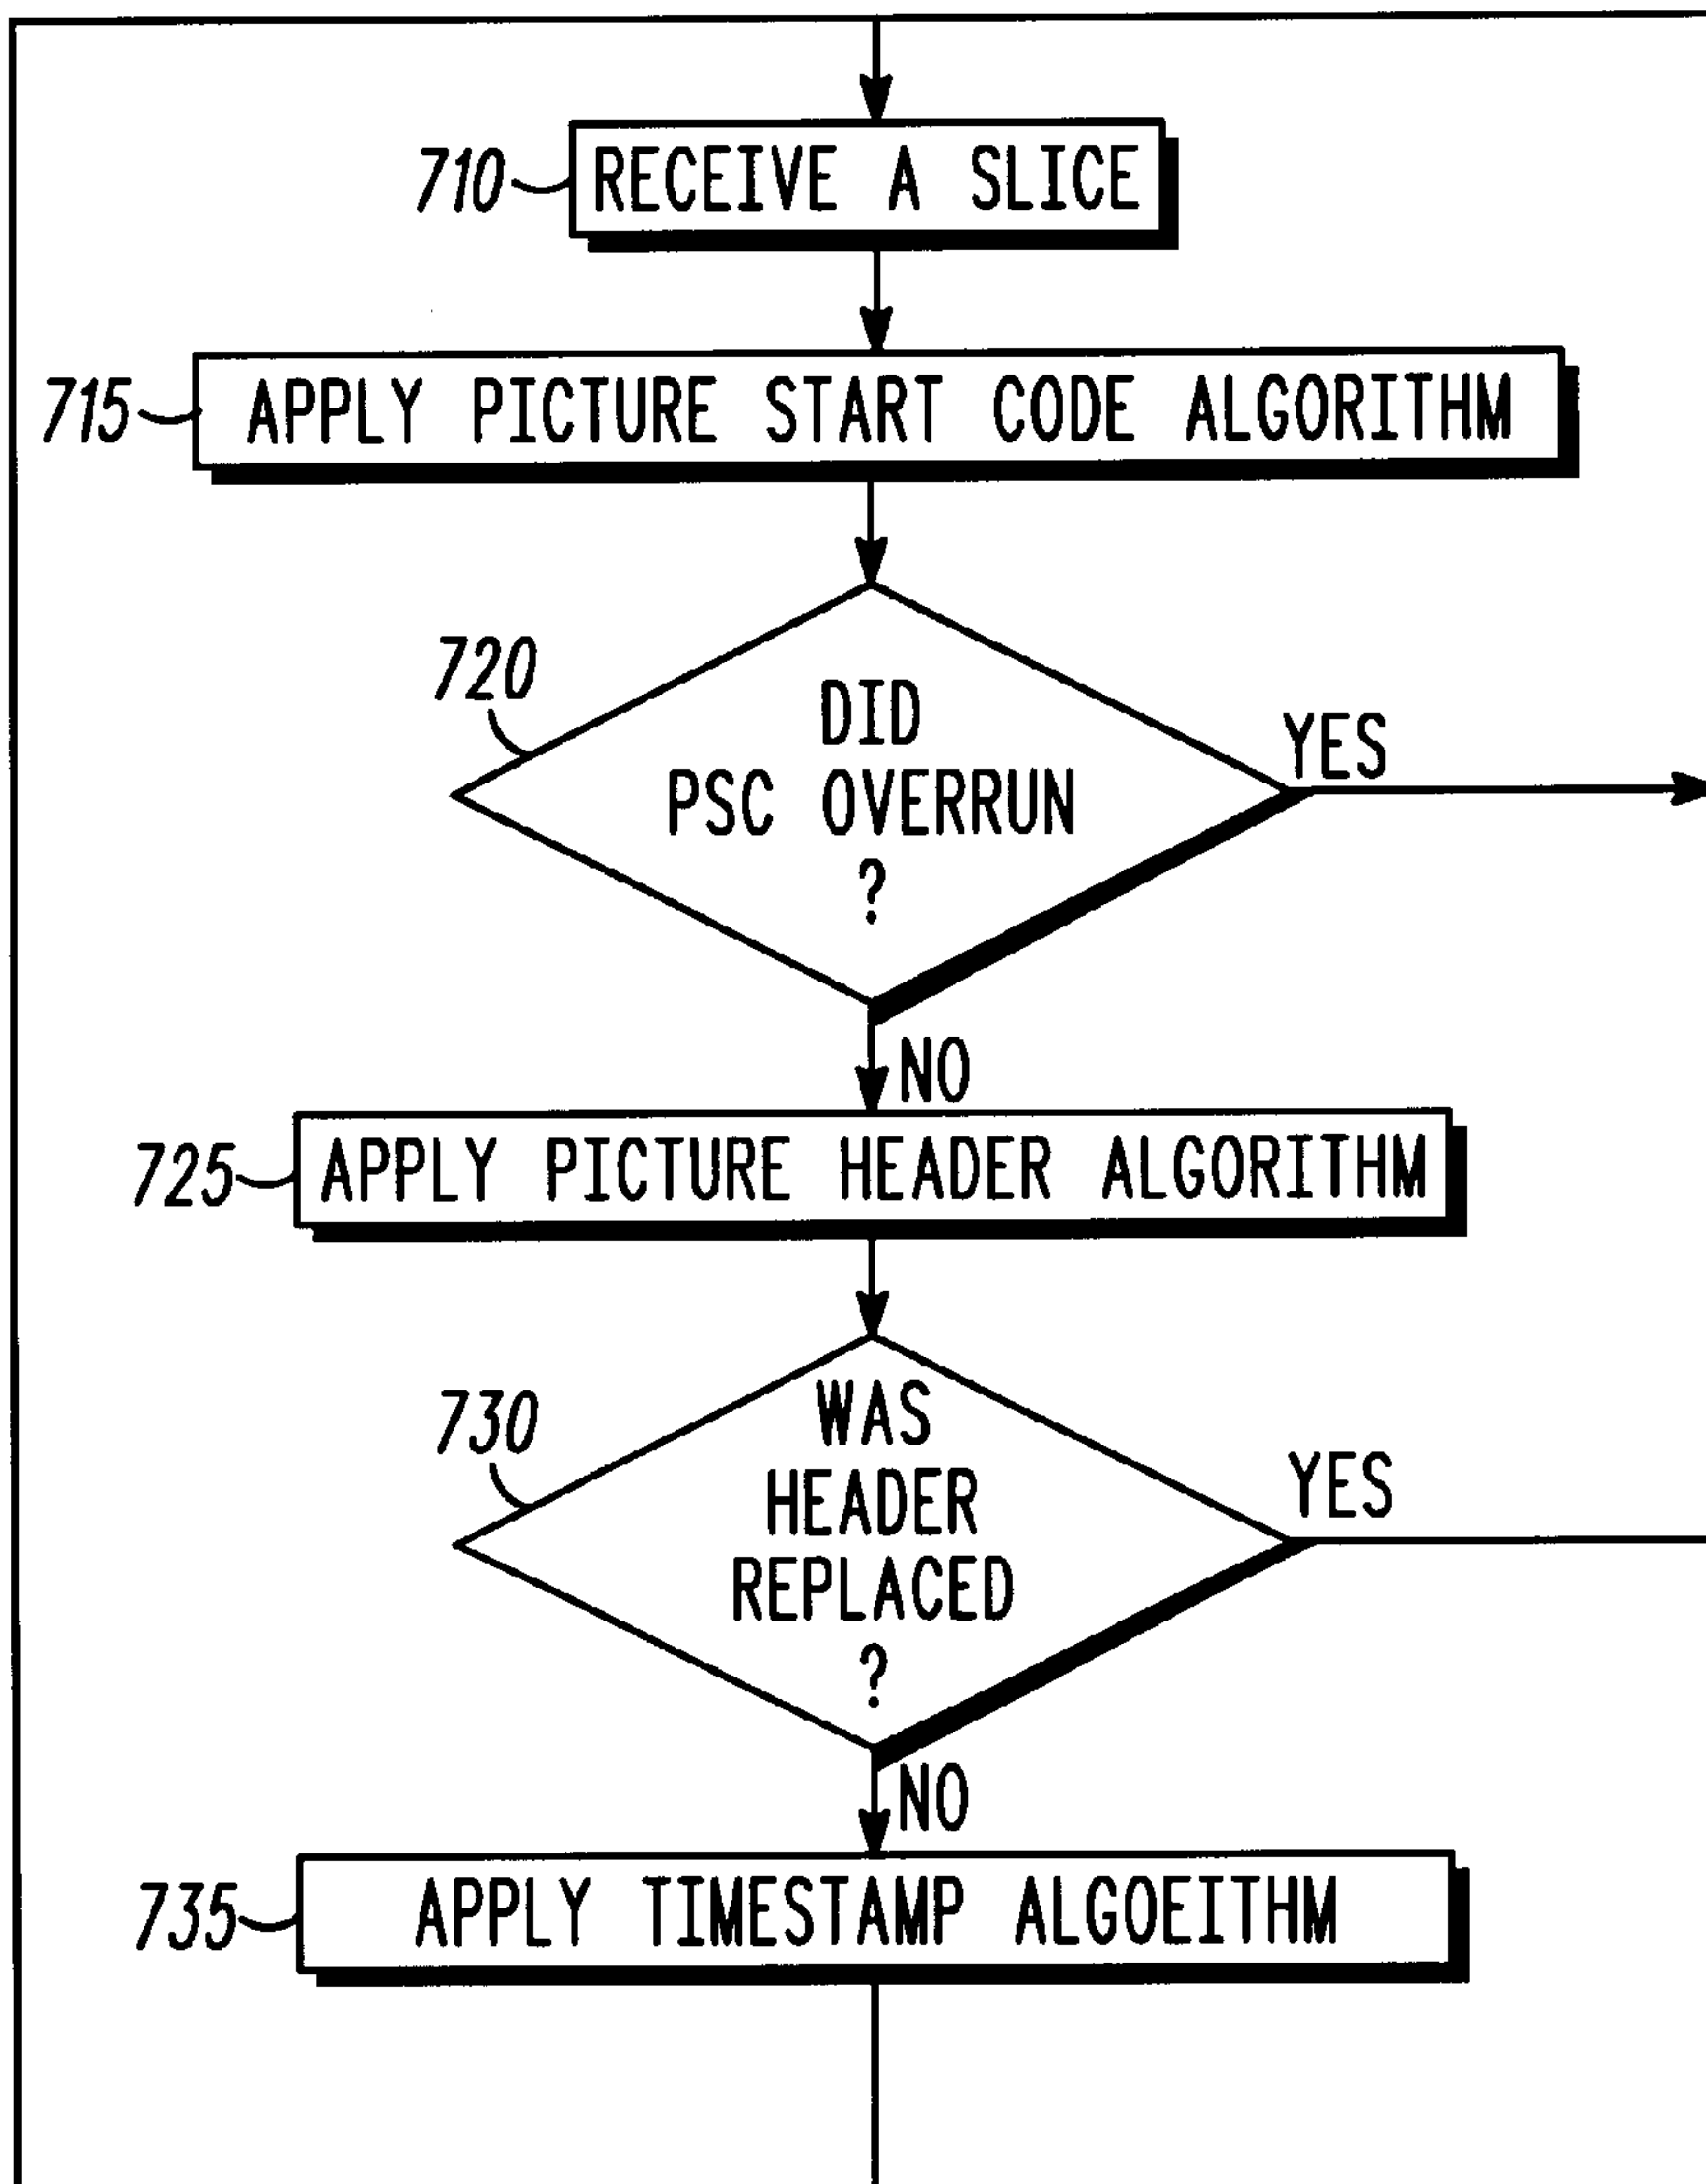 710
RECEIVE A SLICE
715
APPLY PICTURE START CODE ALGORITHM
720
DID
PSC OVERRUN
?
YES
NO
725
APPLY PICTURE HEADER ALGORITHM
730
WAS
HEADER
REPLACED
?
YES
NO
735
APPLY TIMESTAMP ALGOEITHM